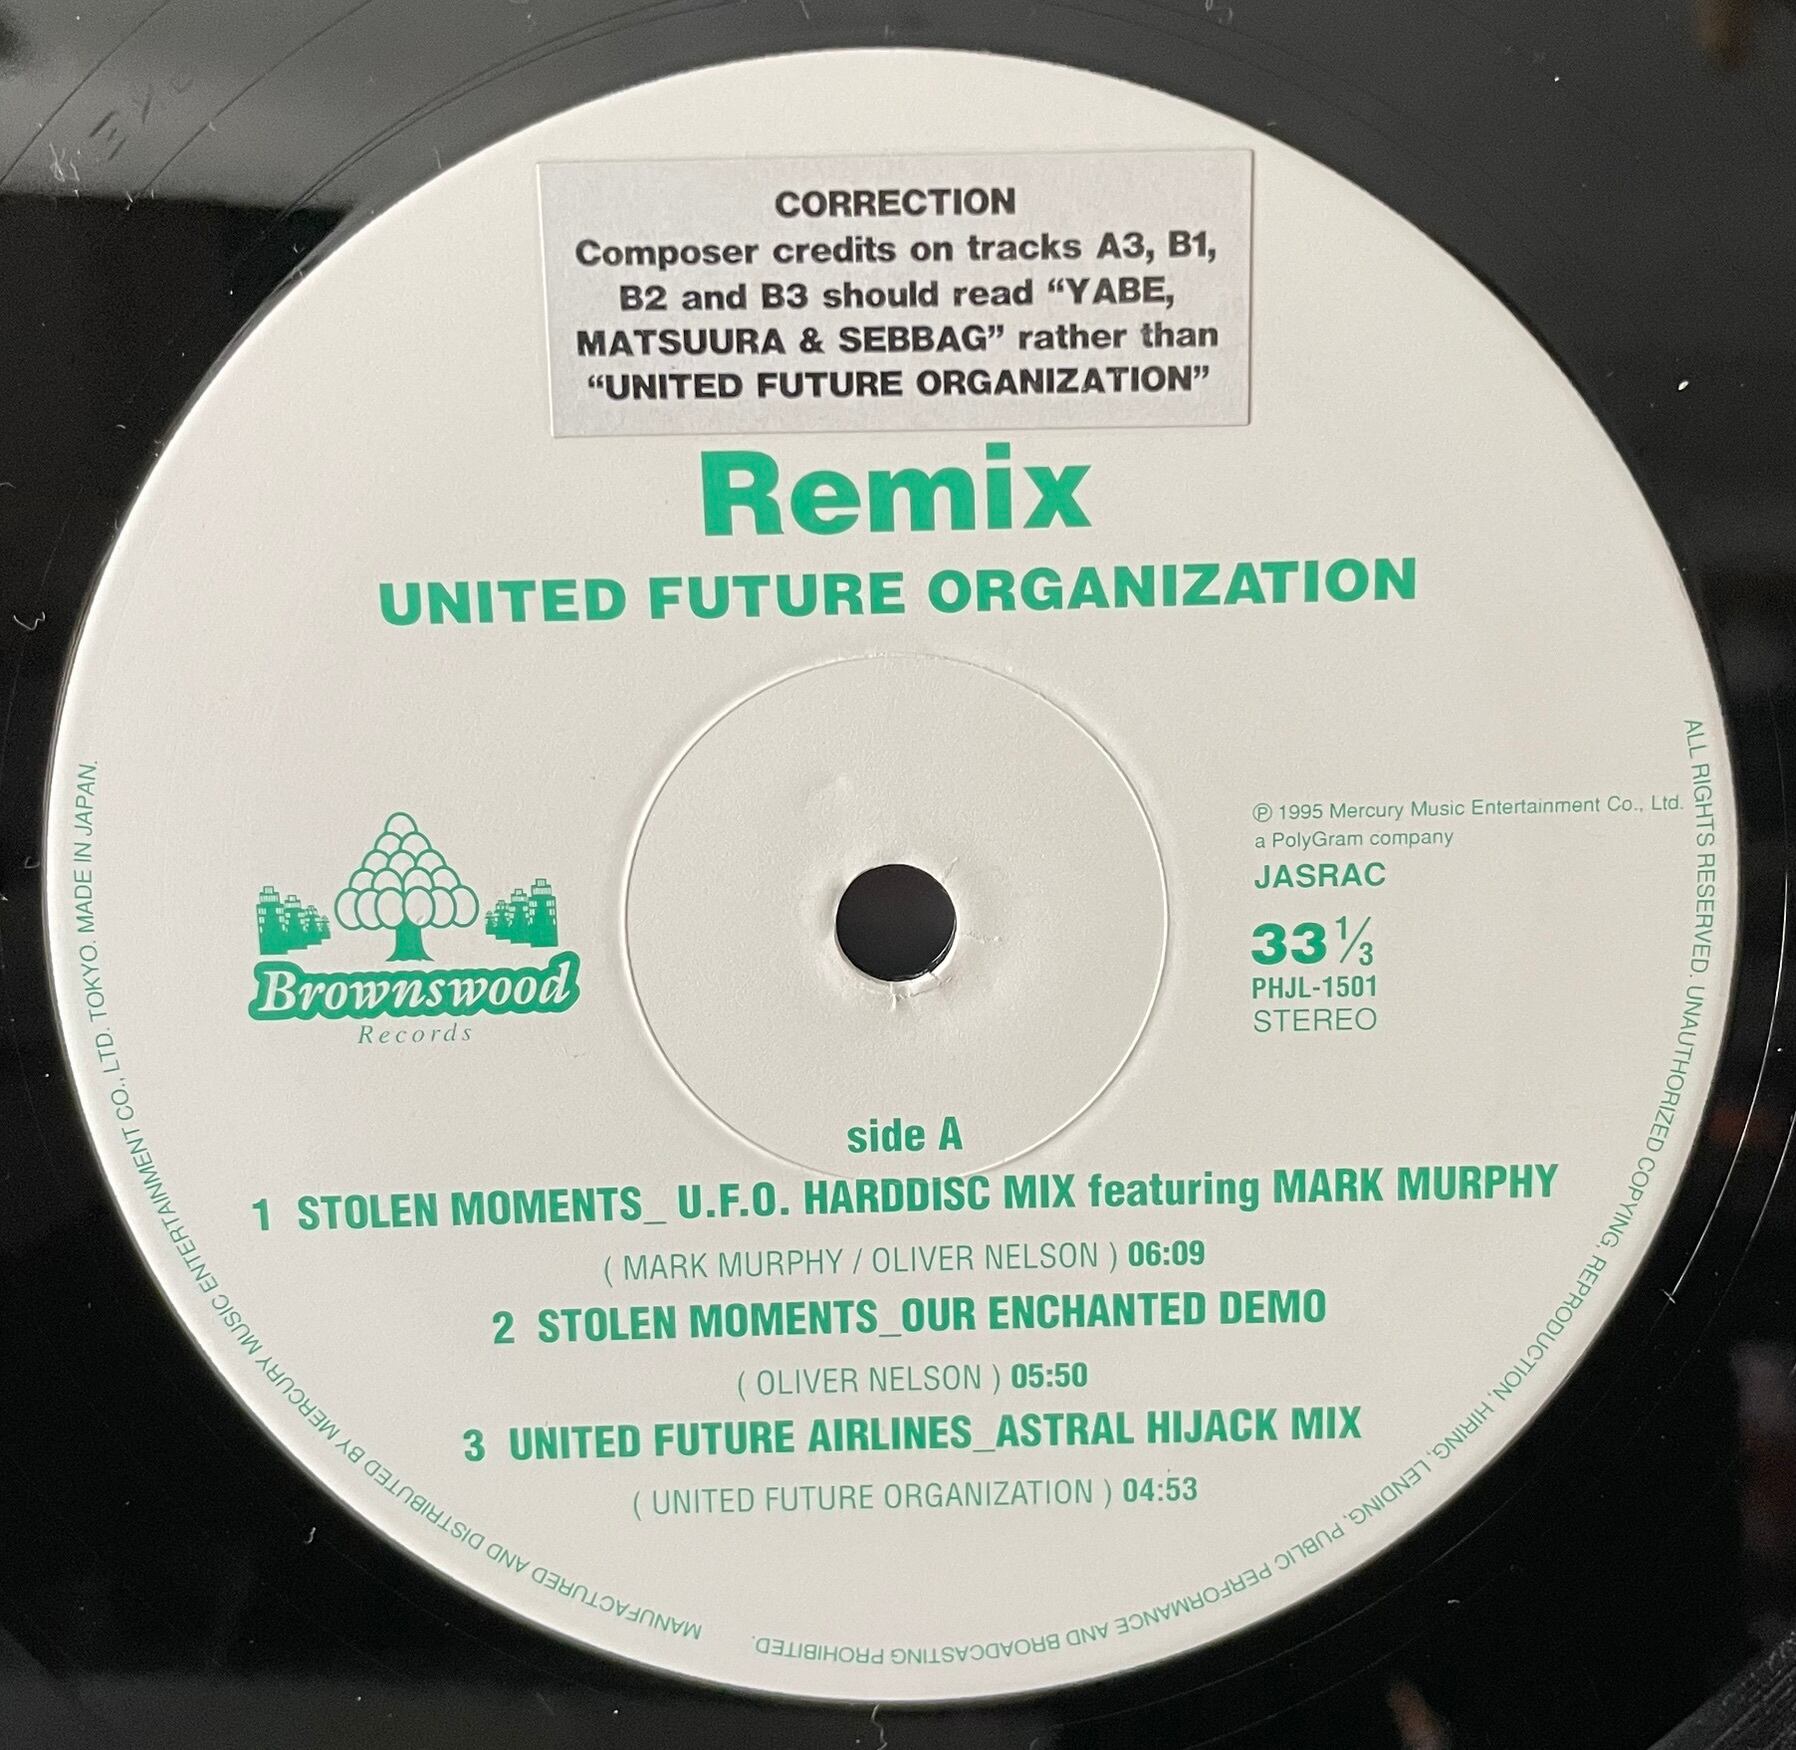 CORRECTION
Composer credits on tracks A3, B1,
B2 and B3 should read “YABE,
MATSUURA & SEBBAG” rather than
“UNITED FUTURE ORGANIZATION”
Remix
UNITED FUTURE ORGANIZATION
Brownswood
Records
℗ 1995 Mercury Music Entertainment Co., Ltd.
a PolyGram company
JASRAC
33 1/3
PHJL-1501
STEREO
side A
1 STOLEN MOMENTS_ U.F.O. HARDDISC MIX featuring MARK MURPHY
( MARK MURPHY / OLIVER NELSON ) 06:09
2 STOLEN MOMENTS_OUR ENCHANTED DEMO
( OLIVER NELSON ) 05:50
3 UNITED FUTURE AIRLINES_ASTRAL HIJACK MIX
( UNITED FUTURE ORGANIZATION ) 04:53
ALL RIGHTS RESERVED. UNAUTHORIZED COPYING, REPRODUCTION, HIRING, LENDING, PUBLIC PERFORMANCE AND BROADCASTING PROHIBITED.
MANUFACTURED AND DISTRIBUTED BY MERCURY MUSIC ENTERTAINMENT CO., LTD. TOKYO. MADE IN JAPAN.